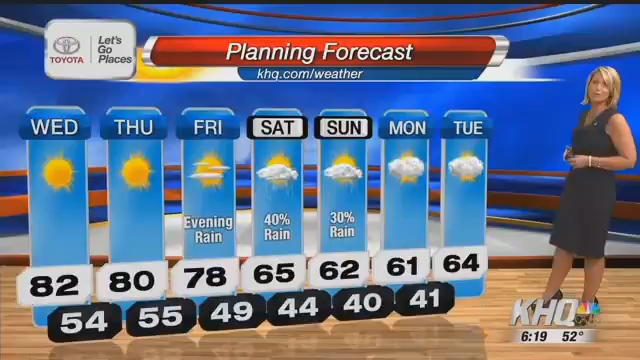 TOYOTA
Let's
Go
Places
Planning Forecast
khq.com/weather
WED THU FRI SAT SUN MON TUE
Evening
Rain
40%
Rain
30%
Rain
82 80 78 65 62 61 64
54 55 49 44 40 41
KHQ
6:19 52°